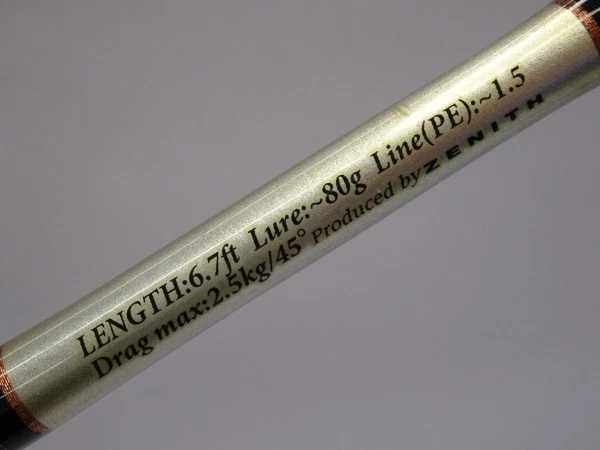 LENGTH:6.7ft Lure:~80g Line(PE):~1.5
Drag max:2.5kg/45° Produced by ZENITH